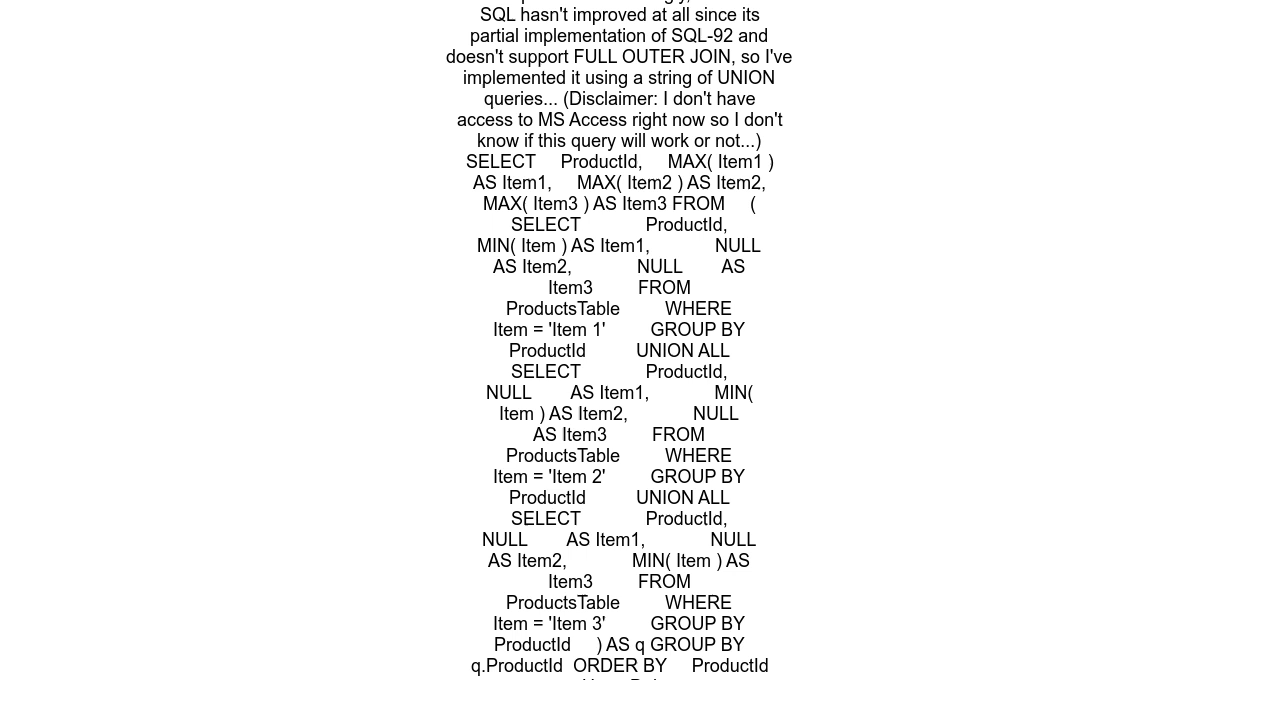 SQL hasn't improved at all since its
partial implementation of SQL-92 and
doesn't support FULL OUTER JOIN, so I've
implemented it using a string of UNION
queries... (Disclaimer: I don't have
access to MS Access right now so I don't
know if this query will work or not...)
SELECT ProductId, MAX( Item1 )
AS Item1, MAX( Item2 ) AS Item2,
MAX( Item3 ) AS Item3 FROM (
SELECT ProductId,
MIN( Item ) AS Item1, NULL
AS Item2, NULL AS
Item3 FROM
ProductsTable WHERE
Item = 'Item 1' GROUP BY
ProductId UNION ALL
SELECT ProductId,
NULL AS Item1, MIN(
Item ) AS Item2, NULL
AS Item3 FROM
ProductsTable WHERE
Item = 'Item 2' GROUP BY
ProductId UNION ALL
SELECT ProductId,
NULL AS Item1, NULL
AS Item2, MIN( Item ) AS
Item3 FROM
ProductsTable WHERE
Item = 'Item 3' GROUP BY
ProductId ) AS q GROUP BY
q.ProductId ORDER BY ProductId